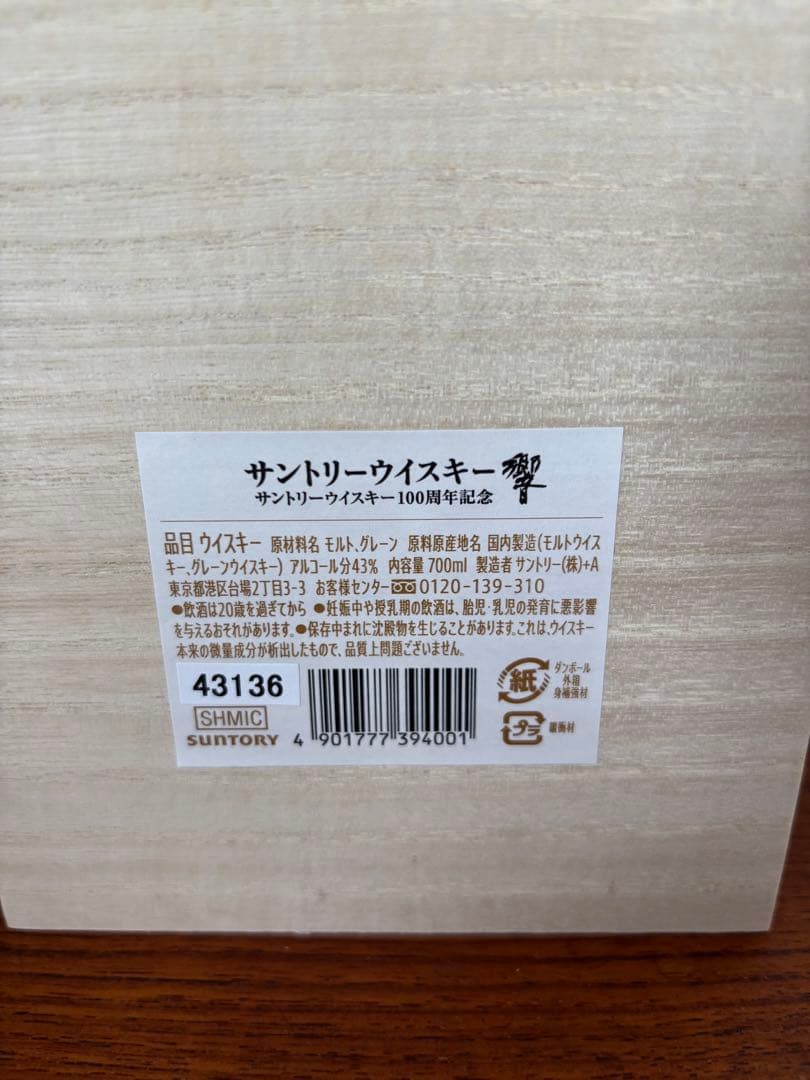 サントリーウイスキー 響
サントリーウイスキー100周年記念
品目 ウイスキー 原材料名 モルト、グレーン 原料原産地名 国内製造(モルトウイス
キー、グレーンウイスキー) アルコール分43% 内容量 700ml 製造者 サントリー(株)+A
東京都港区台場2丁目3-3 お客様センター 0120-139-310
●飲酒は20歳を過ぎてから ●妊娠中や授乳期の飲酒は、胎児・乳児の発育に悪影響
を与えるおそれがあります。●保存中まれに沈殿物を生じることがあります。これは、ウイスキー
本来の微量成分が析出したもので、品質上問題ございません。
43136
SHMIC
SUNTORY
4 901777 394001
紙
ダンボール
外箱
身補強材
プラ
緩衝材